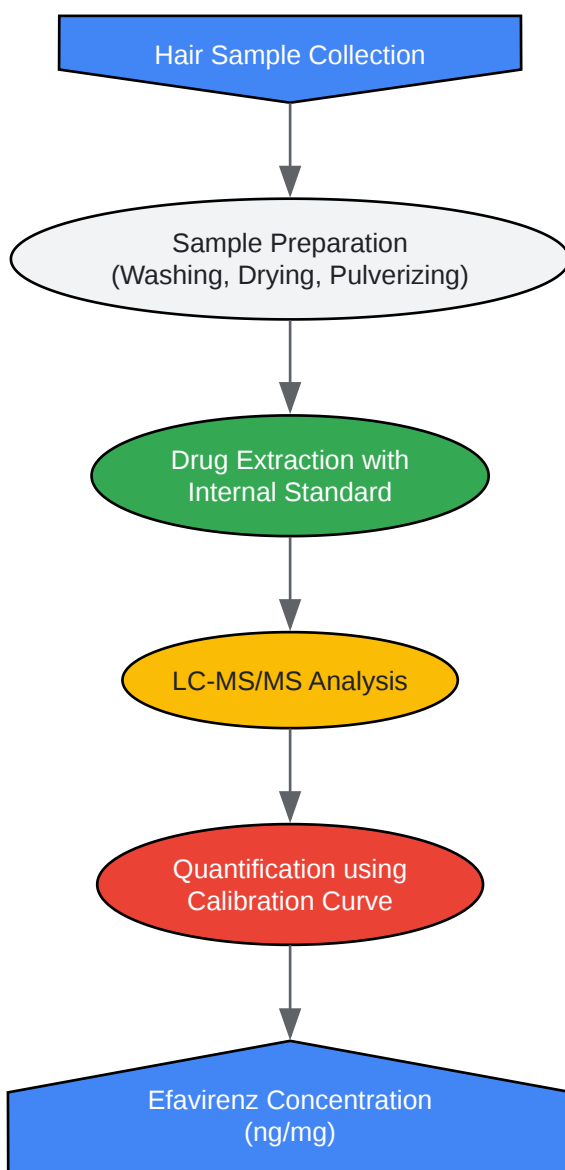 Hair Sample Collection
Sample Preparation
(Washing, Drying, Pulverizing)
Drug Extraction with
Internal Standard
LC-MS/MS Analysis
Quantification using
Calibration Curve
Efavirenz Concentration
(ng/mg)